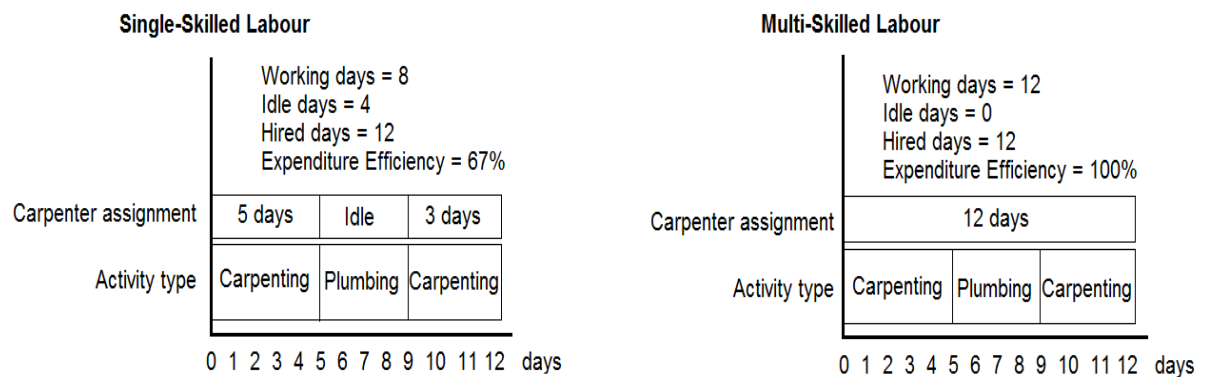 Single-Skilled Labour
Working days = 8
Idle days = 4
Hired days = 12
Expenditure Efficiency = 67%
Carpenter assignment 5 days Idle 3 days
Activity type Carpenting Plumbing Carpenting
0 1 2 3 4 5 6 7 8 9 10 11 12 days
Multi-Skilled Labour
Working days = 12
Idle days = 0
Hired days = 12
Expenditure Efficiency = 100%
Carpenter assignment 12 days
Activity type Carpenting Plumbing Carpenting
0 1 2 3 4 5 6 7 8 9 10 11 12 days